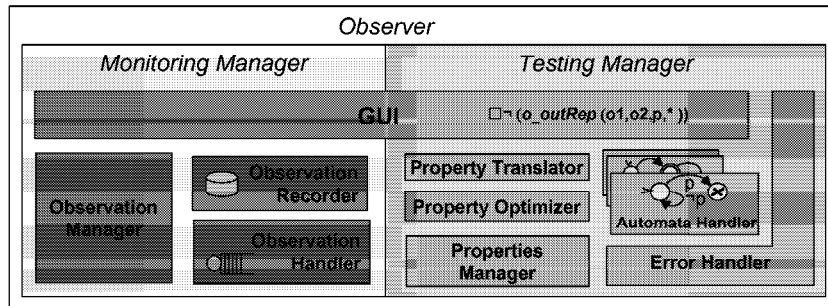 Observer
Monitoring Manager
Testing Manager
GUI
□¬ (o_outRep (o1,o2,p,* ))
Observation
Manager
Observation
Recorder
Observation
Handler
Property Translator
Property Optimizer
Properties
Manager
p
¬p
Automata Handler
Error Handler